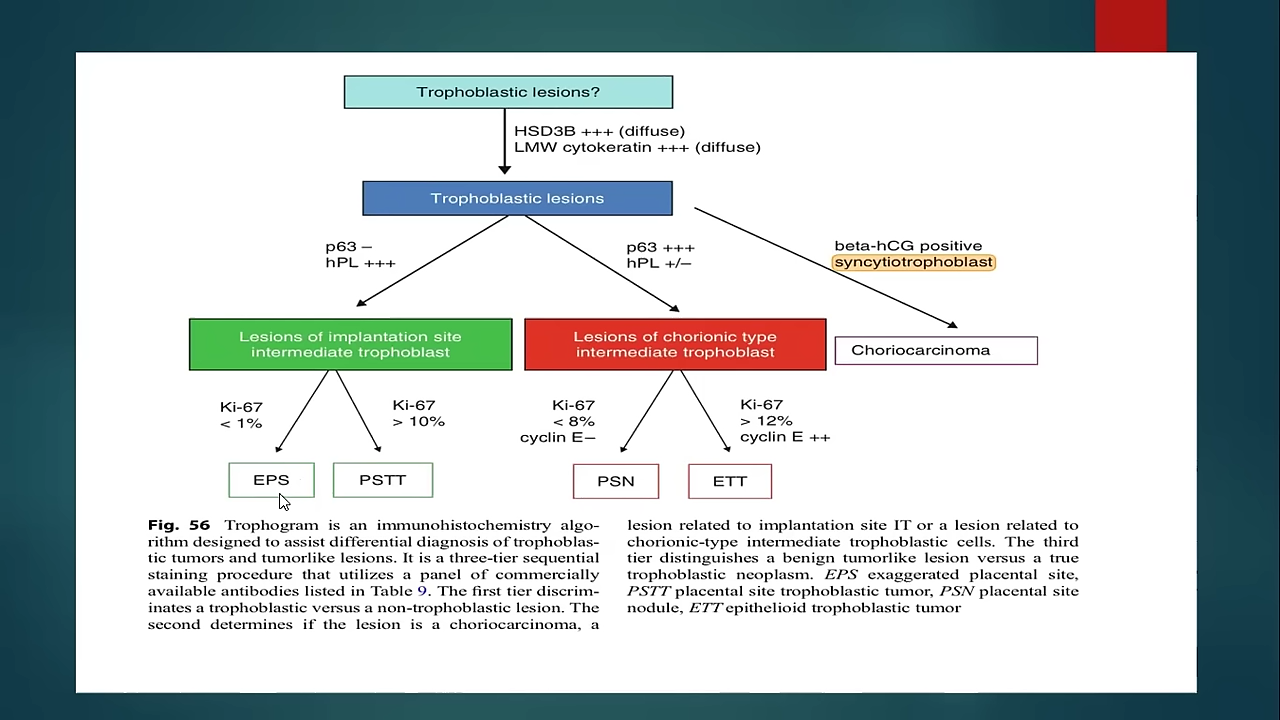 Trophoblastic lesions?
HSD3B +++ (diffuse)
LMW cytokeratin +++ (diffuse)
Trophoblastic lesions
p63 –
hPL +++
p63 +++
hPL +/–
beta-hCG positive
syncytiotrophoblast
Lesions of implantation site
intermediate trophoblast
Lesions of chorionic type
intermediate trophoblast
Choriocarcinoma
Ki-67
< 1%
Ki-67
> 10%
Ki-67
< 8%
cyclin E–
Ki-67
> 12%
cyclin E ++
EPS
PSTT
PSN
ETT
Fig. 56 Trophogram is an immunohistochemistry algo-
rithm designed to assist differential diagnosis of trophoblas-
tic tumors and tumorlike lesions. It is a three-tier sequential
staining procedure that utilizes a panel of commercially
available antibodies listed in Table 9. The first tier discrim-
inates a trophoblastic versus a non-trophoblastic lesion. The
second determines if the lesion is a choriocarcinoma, a
lesion related to implantation site IT or a lesion related to
chorionic-type intermediate trophoblastic cells. The third
tier distinguishes a benign tumorlike lesion versus a true
trophoblastic neoplasm. EPS exaggerated placental site,
PSTT placental site trophoblastic tumor, PSN placental site
nodule, ETT epithelioid trophoblastic tumor